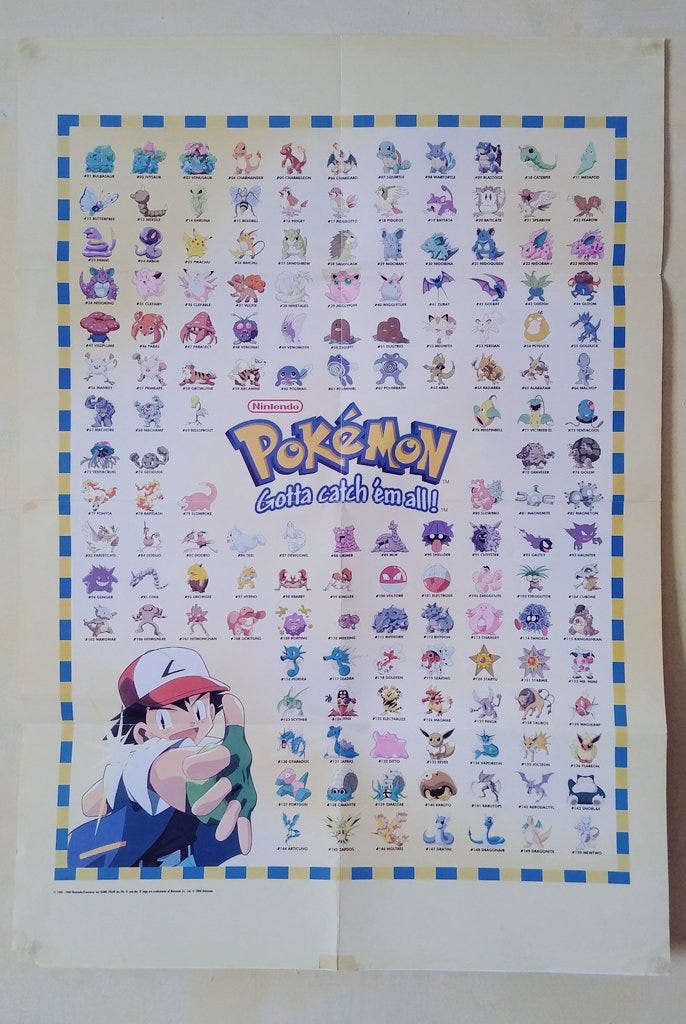 #01 BULBASAUR #02 IVYSAUR #03 VENUSAUR #04 CHARMANDER #05 CHARMELEON #06 CHARIZARD #07 SQUIRTLE #08 WARTORTLE #09 BLASTOISE #10 CATERPIE #11 METAPOD
#12 BUTTERFREE #13 WEEDLE #14 KAKUNA #15 BEEDRILL #16 PIDGEY #17 PIDGEOTTO #18 PIDGEOT #19 RATTATA #20 RATICATE #21 SPEAROW #22 FEAROW
#23 EKANS #24 ARBOK #25 PIKACHU #26 RAICHU #27 SANDSHREW #28 SANDSLASH #29 NIDORAN #30 NIDORINA #31 NIDOQUEEN #32 NIDORAN #33 NIDORINO
#34 NIDOKING #35 CLEFAIRY #36 CLEFABLE #37 VULPIX #38 NINETALES #39 JIGGLYPUFF #40 WIGGLYTUFF #41 ZUBAT #42 GOLBAT #43 ODDISH #44 GLOOM
#45 VILEPLUME #46 PARAS #47 PARASECT #48 VENONAT #49 VENOMOTH #50 DIGLETT #51 DUGTRIO #52 MEOWTH #53 PERSIAN #54 PSYDUCK #55 GOLDUCK
#56 MANKEY #57 PRIMEAPE #58 GROWLITHE #59 ARCANINE #60 POLIWAG #61 POLIWHIRL #62 POLIWRATH #63 ABRA #64 KADABRA #65 ALAKAZAM #66 MACHOP
#67 MACHOKE #68 MACHAMP #69 BELLSPROUT #70 WEEPINBELL #71 VICTREEBEL #72 TENTACOOL
Nintendo
POKéMON™
Gotta catch 'em all!™
#73 TENTACRUEL #74 GEODUDE #75 GRAVELER #76 GOLEM
#77 PONYTA #78 RAPIDASH #79 SLOWPOKE #80 SLOWBRO #81 MAGNEMITE #82 MAGNETON
#83 FARFETCH'D #84 DODUO #85 DODRIO #86 SEEL #87 DEWGONG #88 GRIMER #89 MUK #90 SHELLDER #91 CLOYSTER #92 GASTLY #93 HAUNTER
#94 GENGAR #95 ONIX #96 DROWZEE #97 HYPNO #98 KRABBY #99 KINGLER #100 VOLTORB #101 ELECTRODE #102 EXEGGCUTE #103 EXEGGUTOR #104 CUBONE
#105 MAROWAK #106 HITMONLEE #107 HITMONCHAN #108 LICKITUNG #109 KOFFING #110 WEEZING #111 RHYHORN #112 RHYDON #113 CHANSEY #114 TANGELA #115 KANGASKHAN
#116 HORSEA #117 SEADRA #118 GOLDEEN #119 SEAKING #120 STARYU #121 STARMIE #122 MR. MIME
#123 SCYTHER #124 JYNX #125 ELECTABUZZ #126 MAGMAR #127 PINSIR #128 TAUROS #129 MAGIKARP
#130 GYARADOS #131 LAPRAS #132 DITTO #133 EEVEE #134 VAPOREON #135 JOLTEON #136 FLAREON
#137 PORYGON #138 OMANYTE #139 OMASTAR #140 KABUTO #141 KABUTOPS #142 AERODACTYL #143 SNORLAX
#144 ARTICUNO #145 ZAPDOS #146 MOLTRES #147 DRATINI #148 DRAGONAIR #149 DRAGONITE #150 MEWTWO